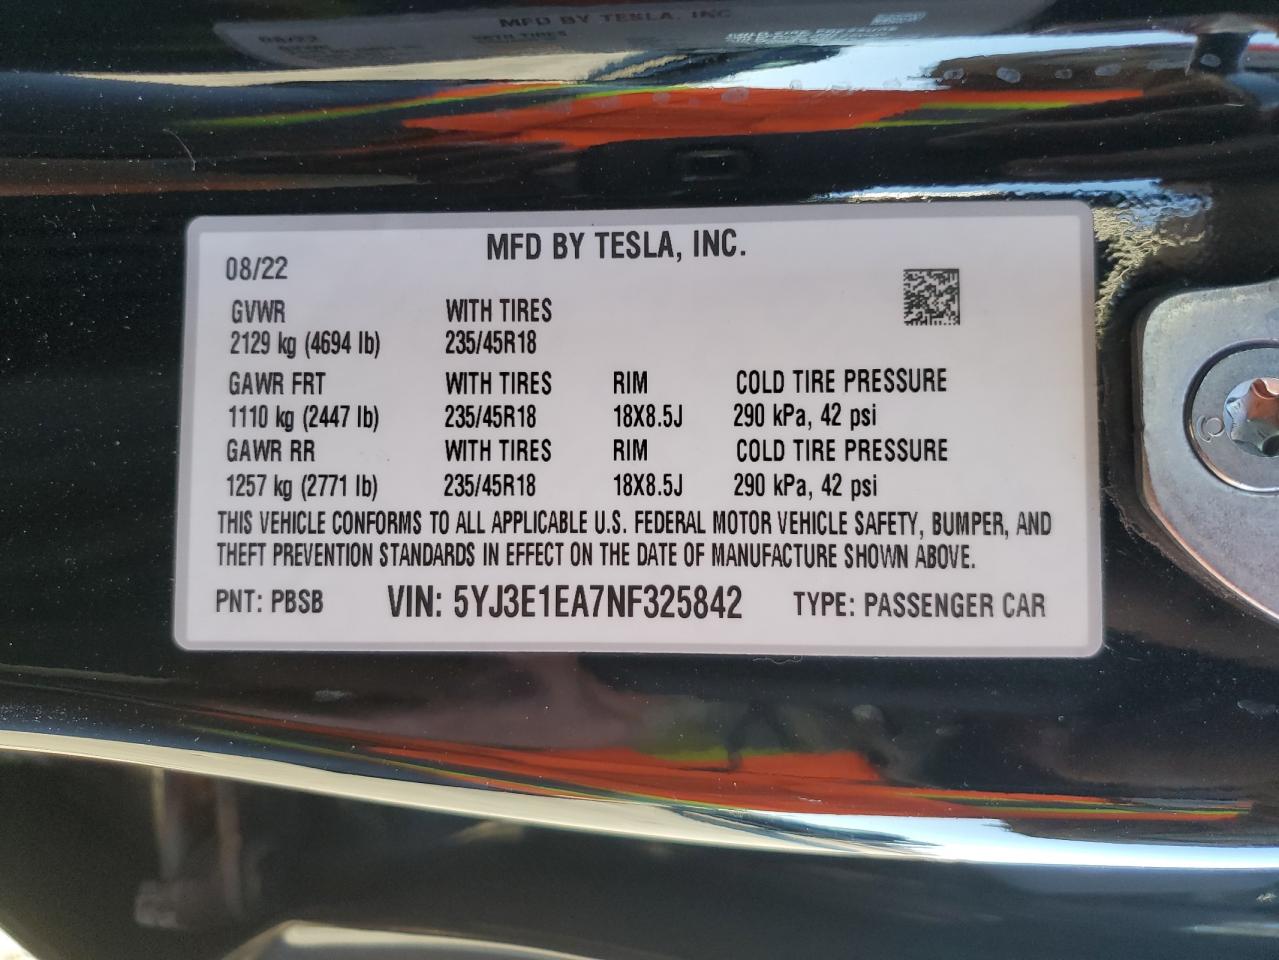 MFD BY TESLA, INC.
08/22
GVWR WITH TIRES
2129 kg (4694 lb) 235/45R18
GAWR FRT WITH TIRES RIM COLD TIRE PRESSURE
1110 kg (2447 lb) 235/45R18 18X8.5J 290 kPa, 42 psi
GAWR RR WITH TIRES RIM COLD TIRE PRESSURE
1257 kg (2771 lb) 235/45R18 18X8.5J 290 kPa, 42 psi
THIS VEHICLE CONFORMS TO ALL APPLICABLE U.S. FEDERAL MOTOR VEHICLE SAFETY, BUMPER, AND
THEFT PREVENTION STANDARDS IN EFFECT ON THE DATE OF MANUFACTURE SHOWN ABOVE.
PNT: PBSB VIN: 5YJ3E1EA7NF325842 TYPE: PASSENGER CAR